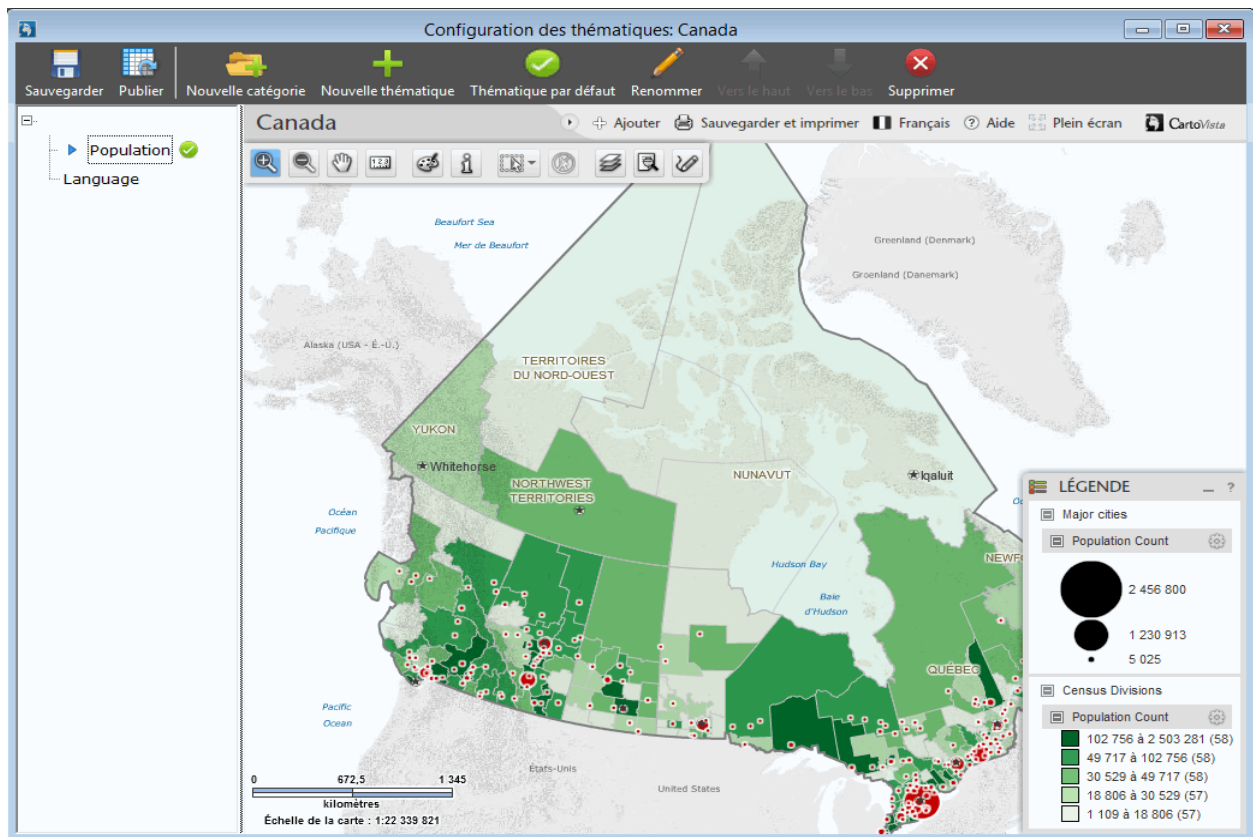 Configuration des thématiques: Canada
Sauvegarder Publier Nouvelle catégorie Nouvelle thématique Thématique par défaut Renommer Vers le haut Vers le bas Supprimer
Population
Language
Canada
Ajouter Sauvegarder et imprimer Français Aide Plein écran CartoVista
Beaufort Sea
Mer de Beaufort
Greenland (Denmark)
Groenland (Danemark)
Alaska (USA - É.-U.)
TERRITOIRES
DU NORD-OUEST
YUKON
Whitehorse
NORTHWEST
TERRITORIES
NUNAVUT
Iqaluit
Océan
Pacifique
Hudson Bay
Baie
d'Hudson
QUÉBEC
Pacific
Ocean
États-Unis
United States
0 672,5 1 345
kilomètres
Échelle de la carte : 1:22 339 821
LÉGENDE
Major cities
Population Count
2 456 800
1 230 913
5 025
Census Divisions
Population Count
102 756 à 2 503 281 (58)
49 717 à 102 756 (58)
30 529 à 49 717 (58)
18 806 à 30 529 (57)
1 109 à 18 806 (57)